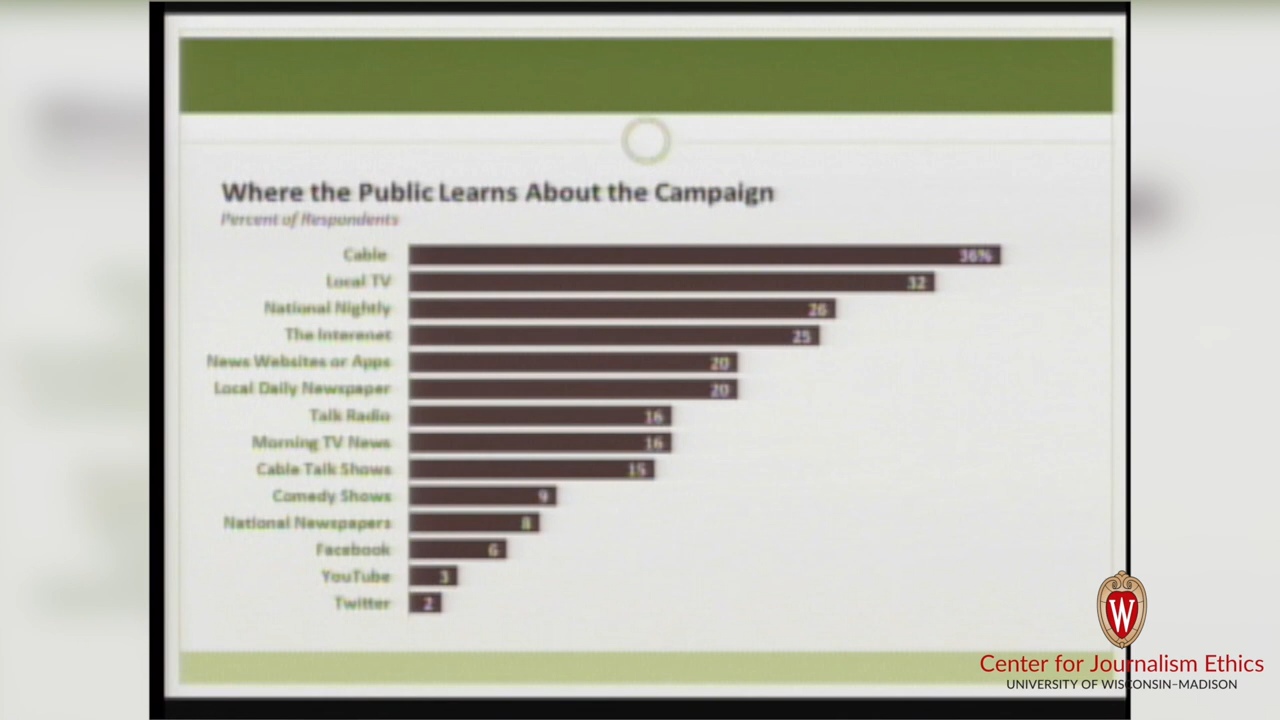 Where the Public Learns About the Campaign
Percent of Respondents
Cable 36%
Local TV 32
National Nightly 26
The Interenet 25
News Websites or Apps 20
Local Daily Newspaper 20
Talk Radio 16
Morning TV News 16
Cable Talk Shows 15
Comedy Shows 9
National Newspapers 8
Facebook 6
YouTube 3
Twitter 2
W
Center for Journalism Ethics
UNIVERSITY OF WISCONSIN–MADISON